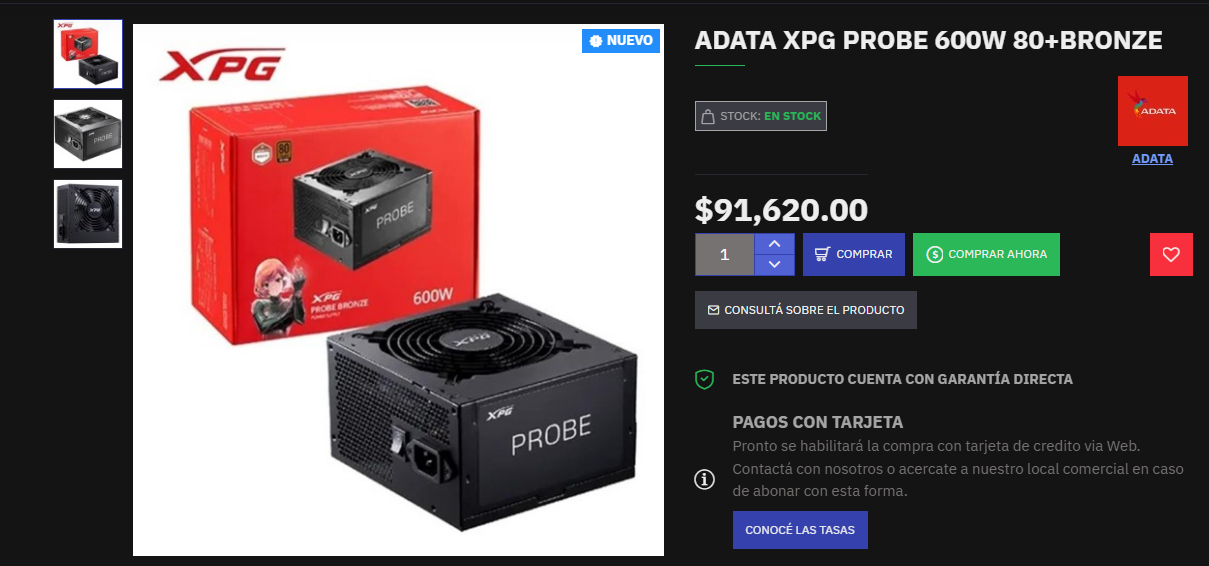 XPG
NUEVO
80
600W
XPG
PROBE BRONZE
XPG
PROBE
XPG
XPG
PROBE
ADATA XPG PROBE 600W 80+BRONZE
STOCK: EN STOCK
ADATA
ADATA
$91,620.00
1
COMPRAR
COMPRAR AHORA
CONSULTÁ SOBRE EL PRODUCTO
ESTE PRODUCTO CUENTA CON GARANTÍA DIRECTA
PAGOS CON TARJETA
Pronto se habilitará la compra con tarjeta de credito via Web.
Contactá con nosotros o acercate a nuestro local comercial en caso
de abonar con esta forma.
CONOCÉ LAS TASAS